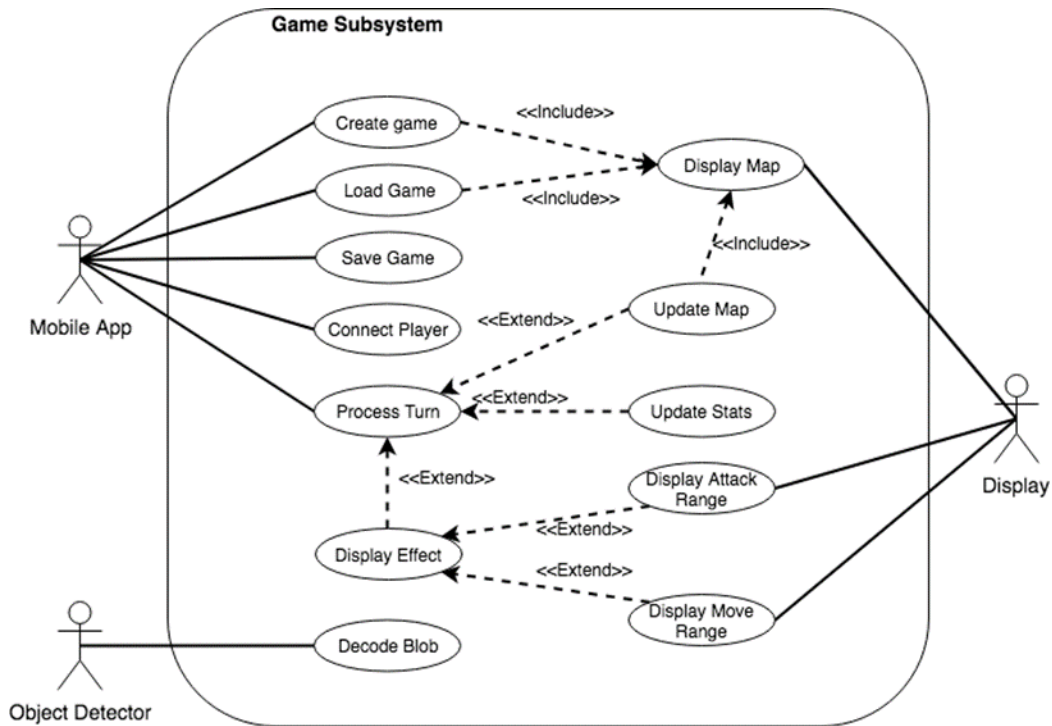 Game Subsystem
Create game
<<Include>>
Display Map
Load Game
<<Include>>
Save Game
<<Include>>
Mobile App
Connect Player
<<Extend>>
Update Map
Process Turn
<<Extend>>
Update Stats
<<Extend>>
Display Attack
Range
Display
<<Extend>>
Display Effect
<<Extend>>
Display Move
Range
Decode Blob
Object Detector